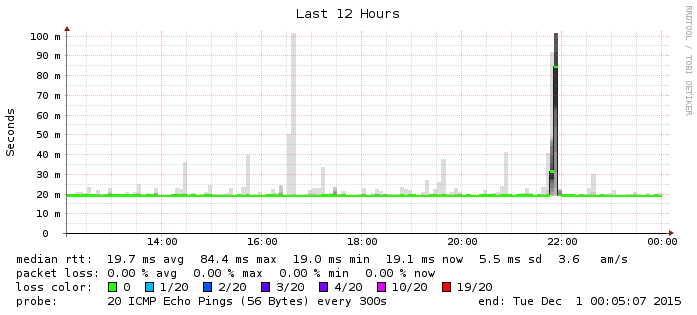 Last 12 Hours
RRDTOOL / TOBI OETIKER
Seconds
100 m
90 m
80 m
70 m
60 m
50 m
40 m
30 m
20 m
10 m
0
14:00 16:00 18:00 20:00 22:00 00:00
median rtt: 19.7 ms avg 84.4 ms max 19.0 ms min 19.1 ms now 5.5 ms sd 3.6 am/s
packet loss: 0.00 % avg 0.00 % max 0.00 % min 0.00 % now
loss color: 0 1/20 2/20 3/20 4/20 10/20 19/20
probe: 20 ICMP Echo Pings (56 Bytes) every 300s end: Tue Dec 1 00:05:07 2015